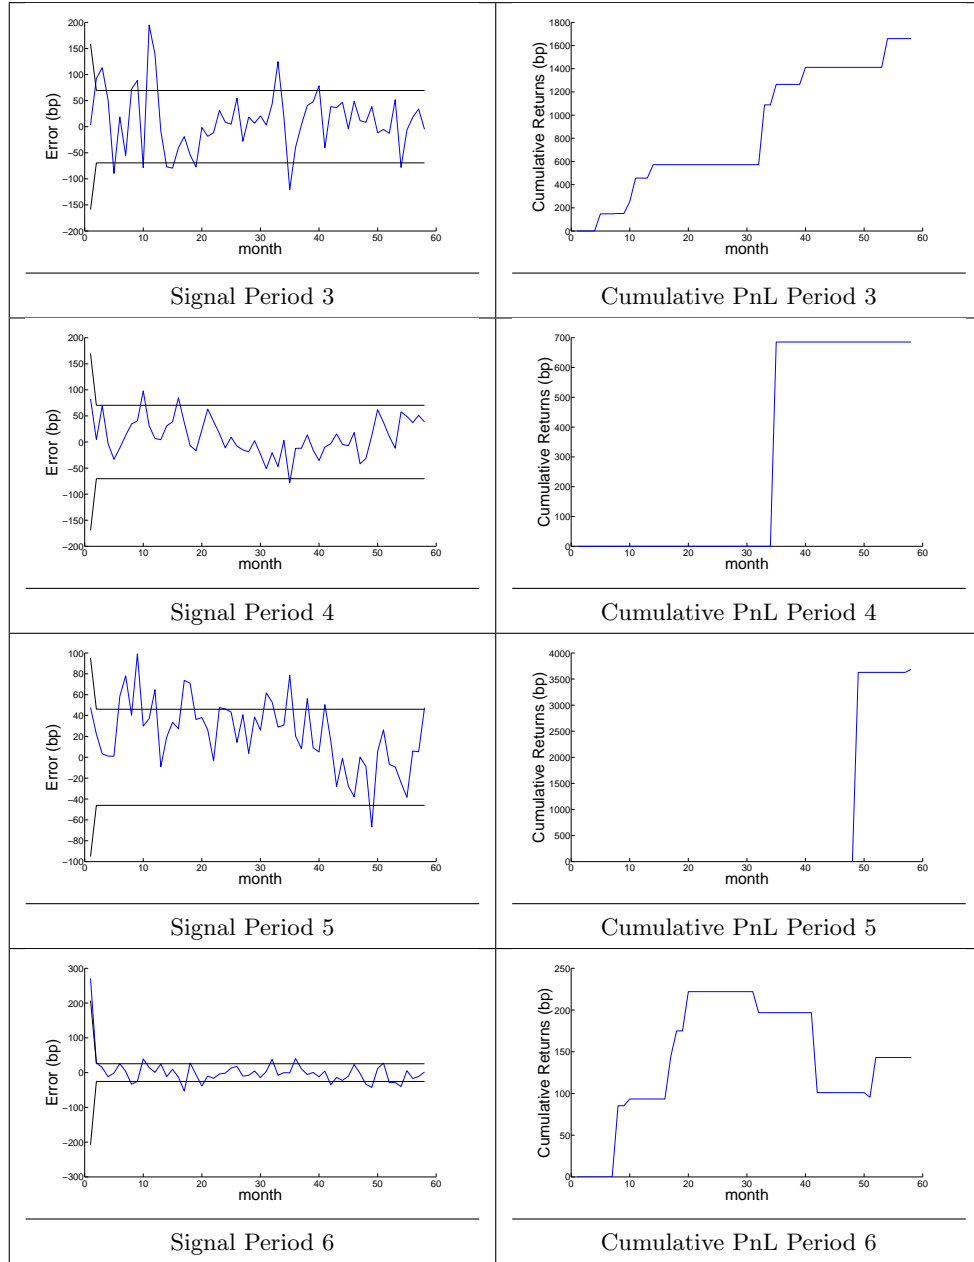 200
150
100
50
0
−50
−100
−150
−200
0 10 20 30 40 50 60
Error (bp)
month
Signal Period 3
1800
1600
1400
1200
1000
800
600
400
200
0
0 10 20 30 40 50 60
Cumulative Returns (bp)
month
Cumulative PnL Period 3
200
150
100
50
0
−50
−100
−150
−200
0 10 20 30 40 50 60
Error (bp)
month
Signal Period 4
700
600
500
400
300
200
100
0
0 10 20 30 40 50 60
Cumulative Returns (bp)
month
Cumulative PnL Period 4
100
80
60
40
20
0
−20
−40
−60
−80
−100
0 10 20 30 40 50 60
Error (bp)
month
Signal Period 5
4000
3500
3000
2500
2000
1500
1000
500
0
0 10 20 30 40 50 60
Cumulative Returns (bp)
month
Cumulative PnL Period 5
300
200
100
0
−100
−200
−300
0 10 20 30 40 50 60
Error (bp)
month
Signal Period 6
250
200
150
100
50
0
0 10 20 30 40 50 60
Cumulative Returns (bp)
month
Cumulative PnL Period 6